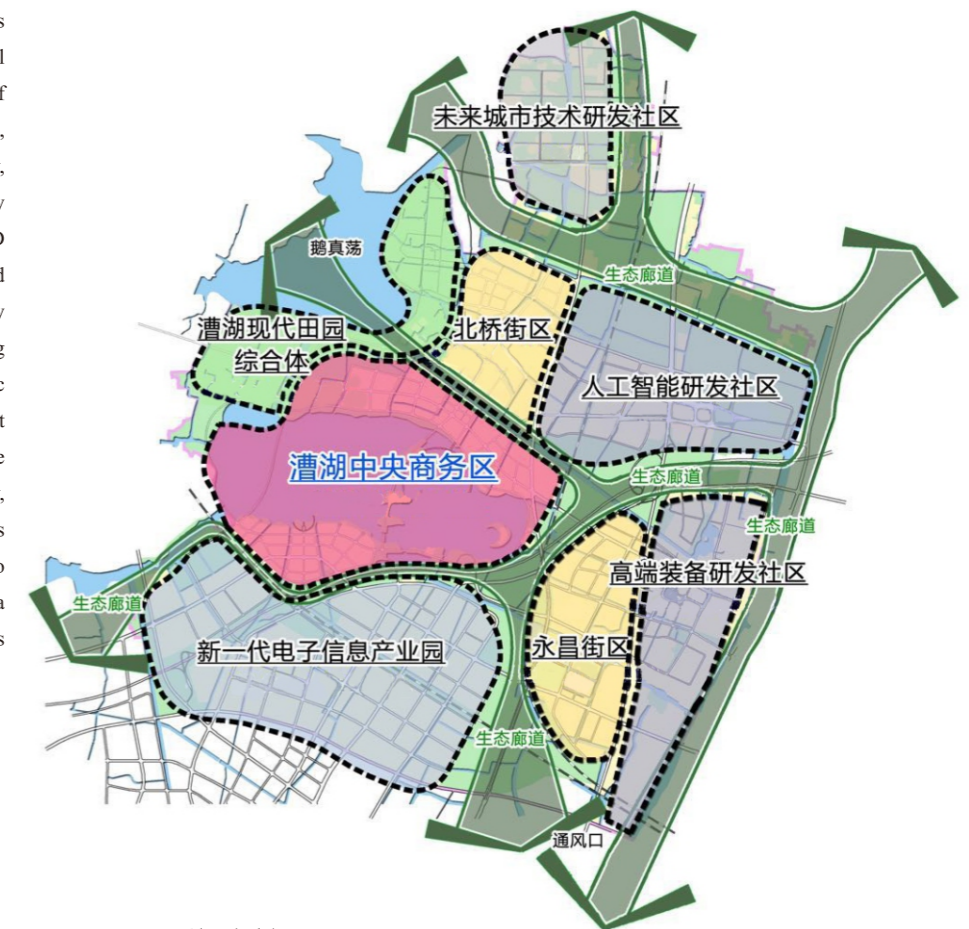 未来城市技术研发社区
鹅真荡
生态廊道
漕湖现代田园
综合体
北桥街区
人工智能研发社区
漕湖中央商务区
生态廊道
生态廊道
高端装备研发社区
生态廊道
新一代电子信息产业园
永昌街区
生态廊道
通风口